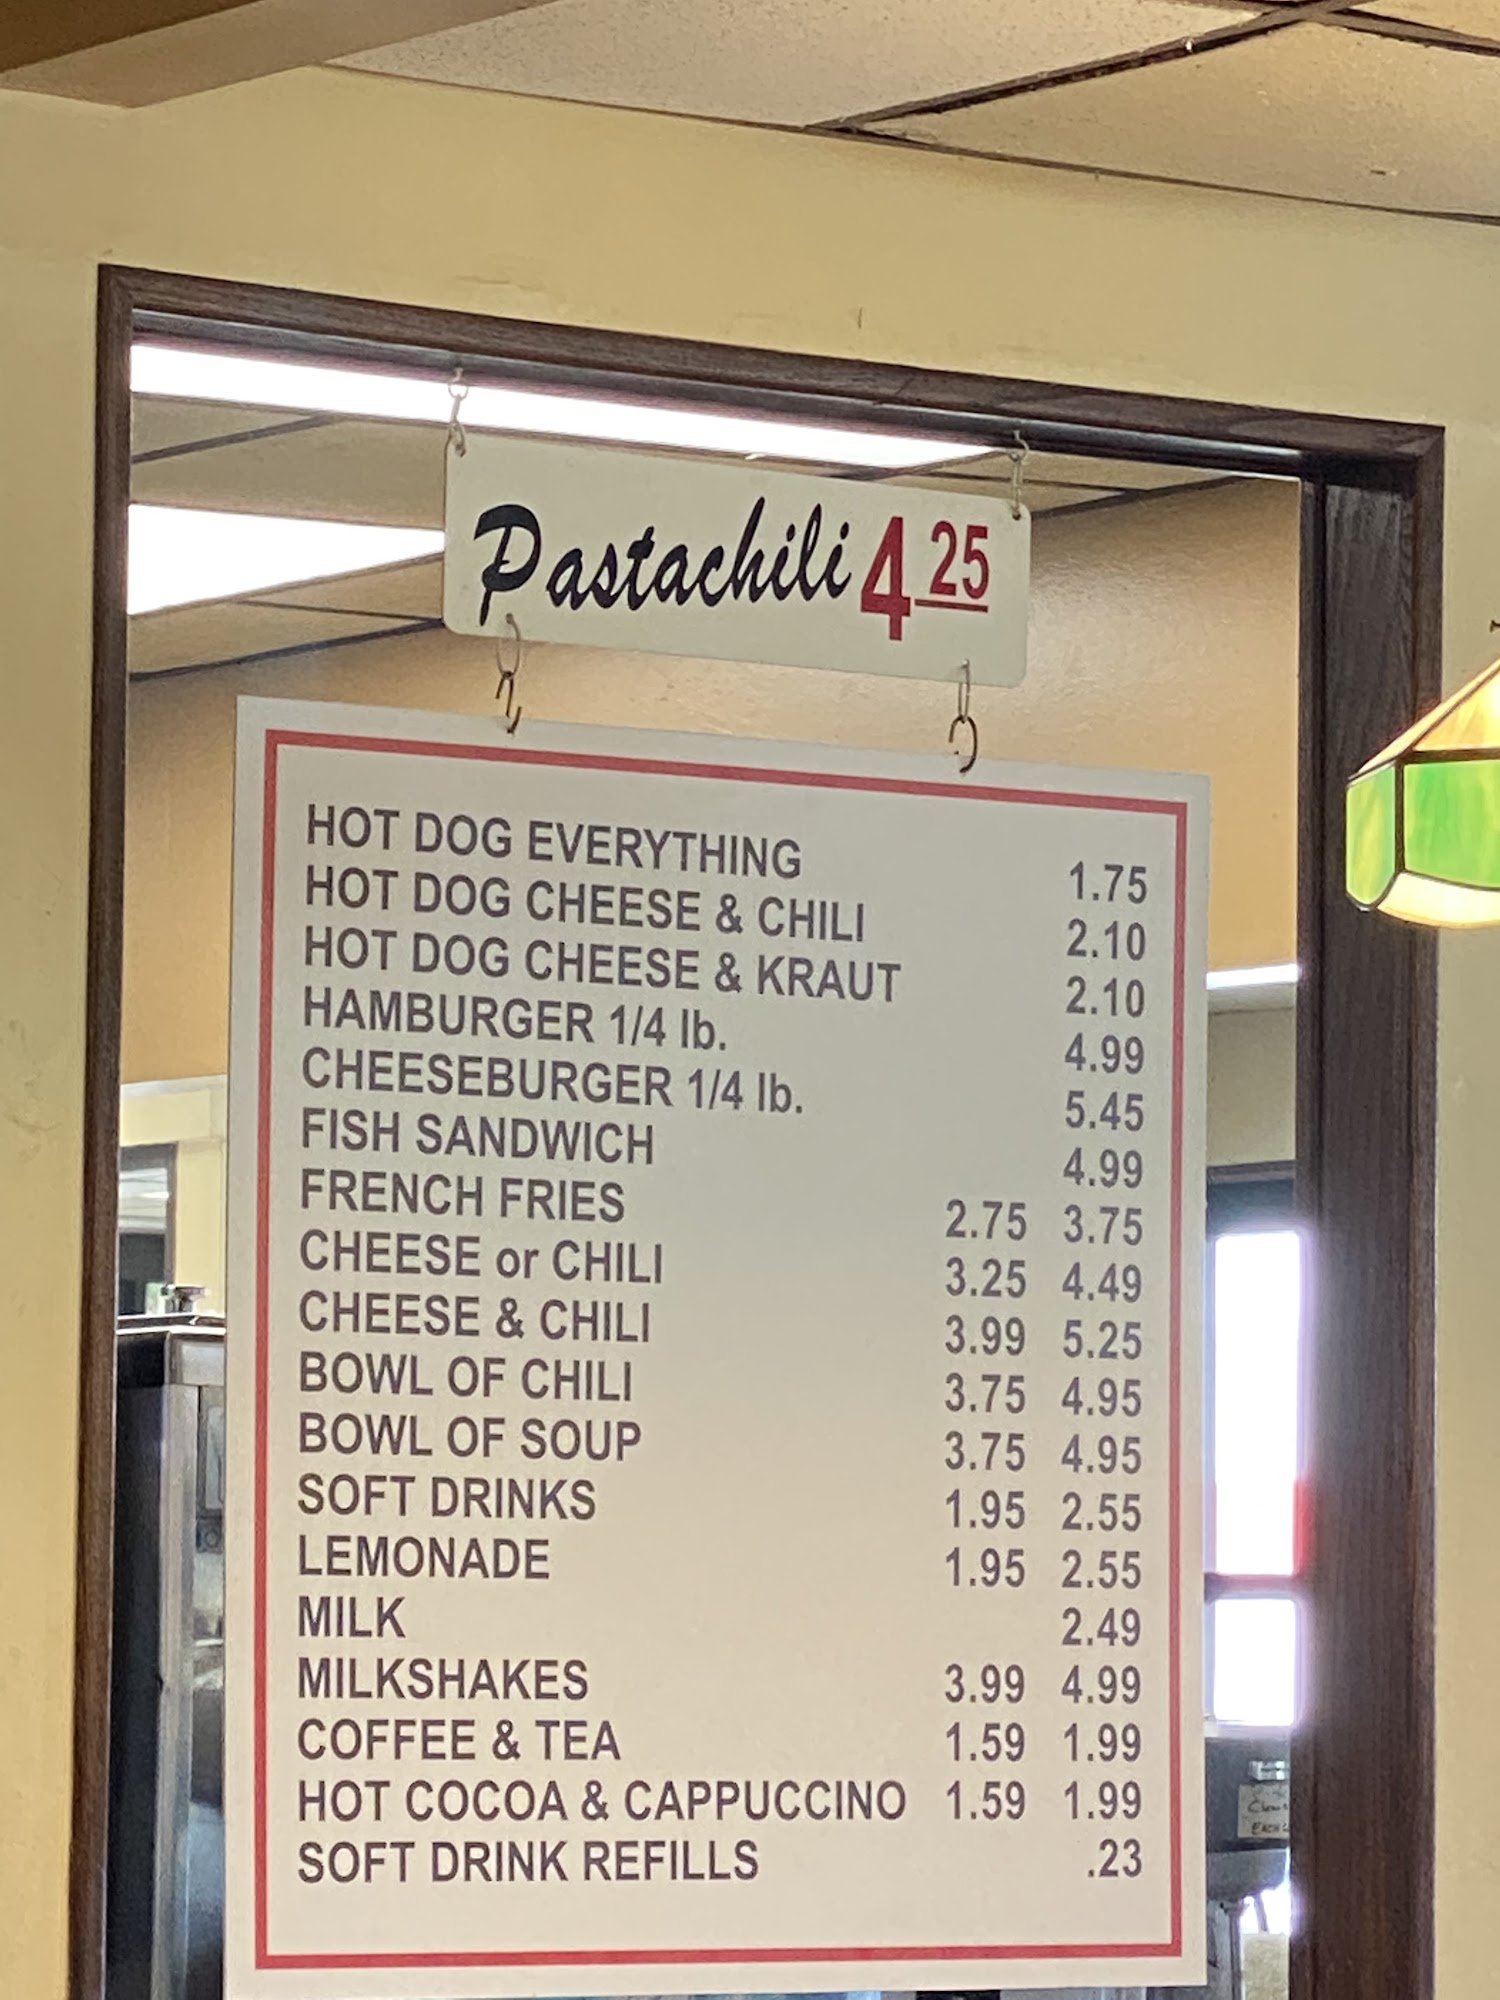 Pastachili 4 25
HOT DOG EVERYTHING 1.75
HOT DOG CHEESE & CHILI 2.10
HOT DOG CHEESE & KRAUT 2.10
HAMBURGER 1/4 lb. 4.99
CHEESEBURGER 1/4 lb. 5.45
FISH SANDWICH 4.99
FRENCH FRIES 2.75 3.75
CHEESE or CHILI 3.25 4.49
CHEESE & CHILI 3.99 5.25
BOWL OF CHILI 3.75 4.95
BOWL OF SOUP 3.75 4.95
SOFT DRINKS 1.95 2.55
LEMONADE 1.95 2.55
MILK 2.49
MILKSHAKES 3.99 4.99
COFFEE & TEA 1.59 1.99
HOT COCOA & CAPPUCCINO 1.59 1.99
SOFT DRINK REFILLS .23